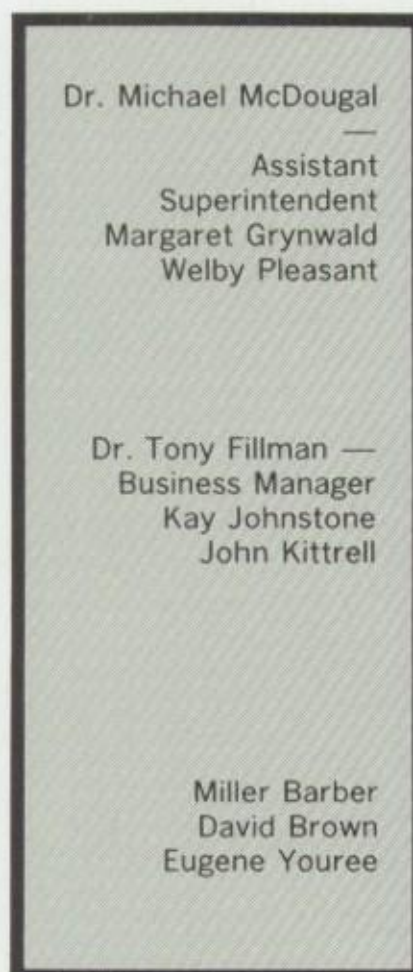 Dr. Michael McDougal
—
Assistant
Superintendent
Margaret Grynwald
Welby Pleasant
Dr. Tony Fillman —
Business Manager
Kay Johnstone
John Kittrell
Miller Barber
David Brown
Eugene Youree